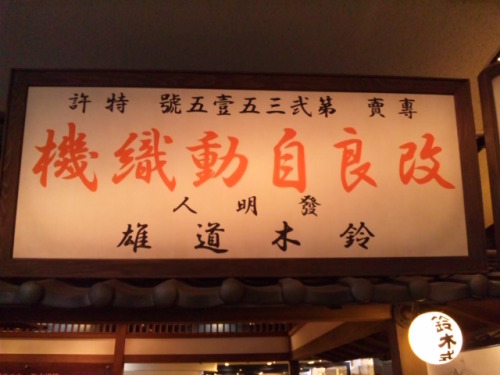 專賣 第弐三五壹五號 特許
改良自動織機
發明人
鈴木道雄
鈴木式